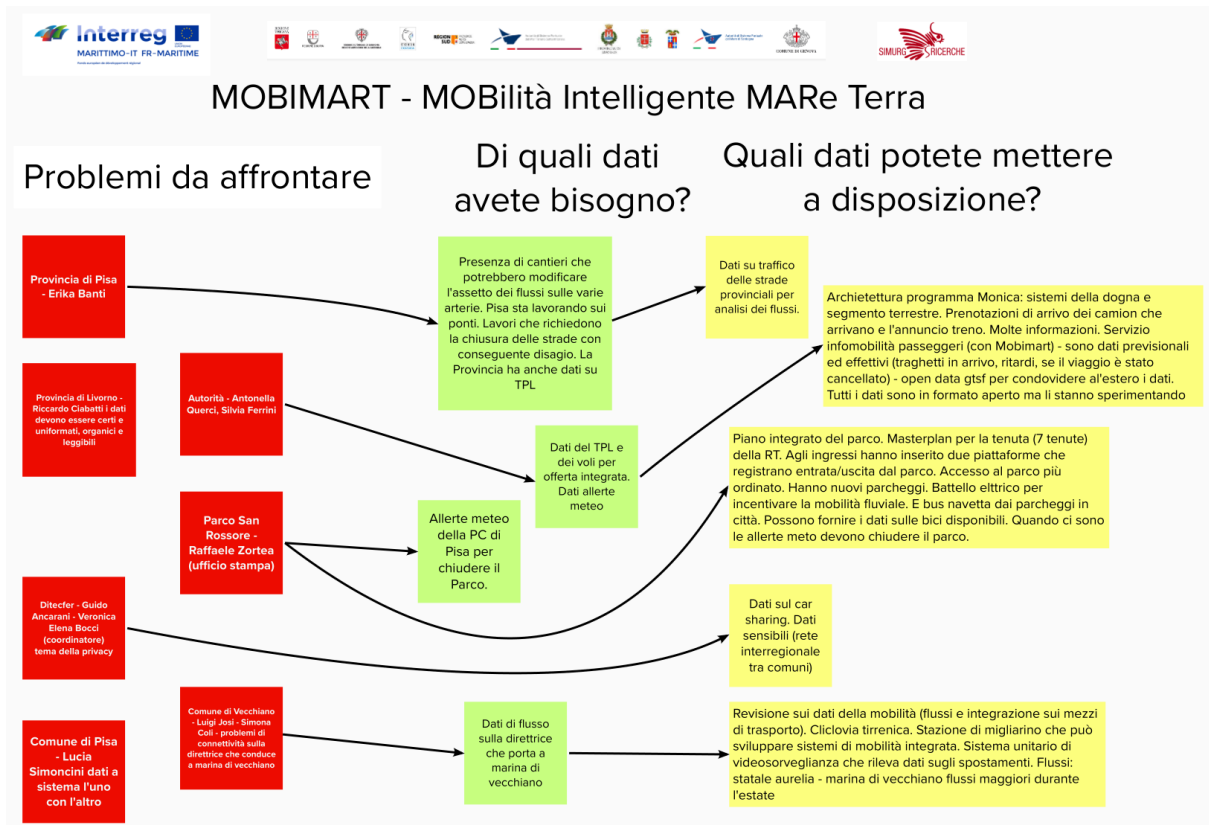 Interreg
MARITTIMO-IT FR-MARITIME
Fonds européen de développement régional
COMUNE DI GENOVA
SIMURG RICERCHE
MOBIMART - MOBilità Intelligente MARe Terra
Problemi da affrontare
Di quali dati
avete bisogno?
Quali dati potete mettere
a disposizione?
Provincia di Pisa
- Erika Banti
Presenza di cantieri che
potrebbero modificare
l'assetto dei flussi sulle varie
arterie. Pisa sta lavorando sui
ponti. Lavori che richiedono
la chiusura delle strade con
conseguente disagio. La
Provincia ha anche dati su
TPL
Dati su traffico
delle strade
provinciali per
analisi dei flussi.
Archietettura programma Monica: sistemi della dogna e
segmento terrestre. Prenotazioni di arrivo dei camion che
arrivano e l'annuncio treno. Molte informazioni. Servizio
infomobilità passeggeri (con Mobimart) - sono dati previsionali
ed effettivi (traghetti in arrivo, ritardi, se il viaggio è stato
cancellato) - open data gtsf per condovidere al'estero i dati.
Tutti i dati sono in formato aperto ma li stanno sperimentando
Provincia di Livorno -
Riccardo Ciabatti i dati
devono essere certi e
uniformati, organici e
leggibili
Autorità - Antonella
Querci, Silvia Ferrini
Dati del TPL e
dei voli per
offerta integrata.
Dati allerte
meteo
Piano integrato del parco. Masterplan per la tenuta (7 tenute)
della RT. Agli ingressi hanno inserito due piattaforme che
registrano entrata/uscita dal parco. Accesso al parco più
ordinato. Hanno nuovi parcheggi. Battello elttrico per
incentivare la mobilità fluviale. E bus navetta dai parcheggi in
città. Possono fornire i dati sulle bici disponibili. Quando ci sono
le allerte meto devono chiudere il parco.
Parco San
Rossore -
Raffaele Zortea
(ufficio stampa)
Allerte meteo
della PC di
Pisa per
chiudere il
Parco.
Ditecfer - Guido
Ancarani - Veronica
Elena Bocci
(coordinatore)
tema della privacy
Dati sul car
sharing. Dati
sensibili (rete
interregionale
tra comuni)
Comune di Vecchiano
- Luigi Josi - Simona
Coli - problemi di
connettività sulla
direttrice che conduce
a marina di vecchiano
Dati di flusso
sulla direttrice
che porta a
marina di
vecchiano
Revisione sui dati della mobilità (flussi e integrazione sui mezzi
di trasporto). Cliclovia tirrenica. Stazione di migliarino che può
sviluppare sistemi di mobilità integrata. Sistema unitario di
videosorveglianza che rileva dati sugli spostamenti. Flussi:
statale aurelia - marina di vecchiano flussi maggiori durante
l'estate
Comune di Pisa
- Lucia
Simoncini dati a
sistema l'uno
con l'altro